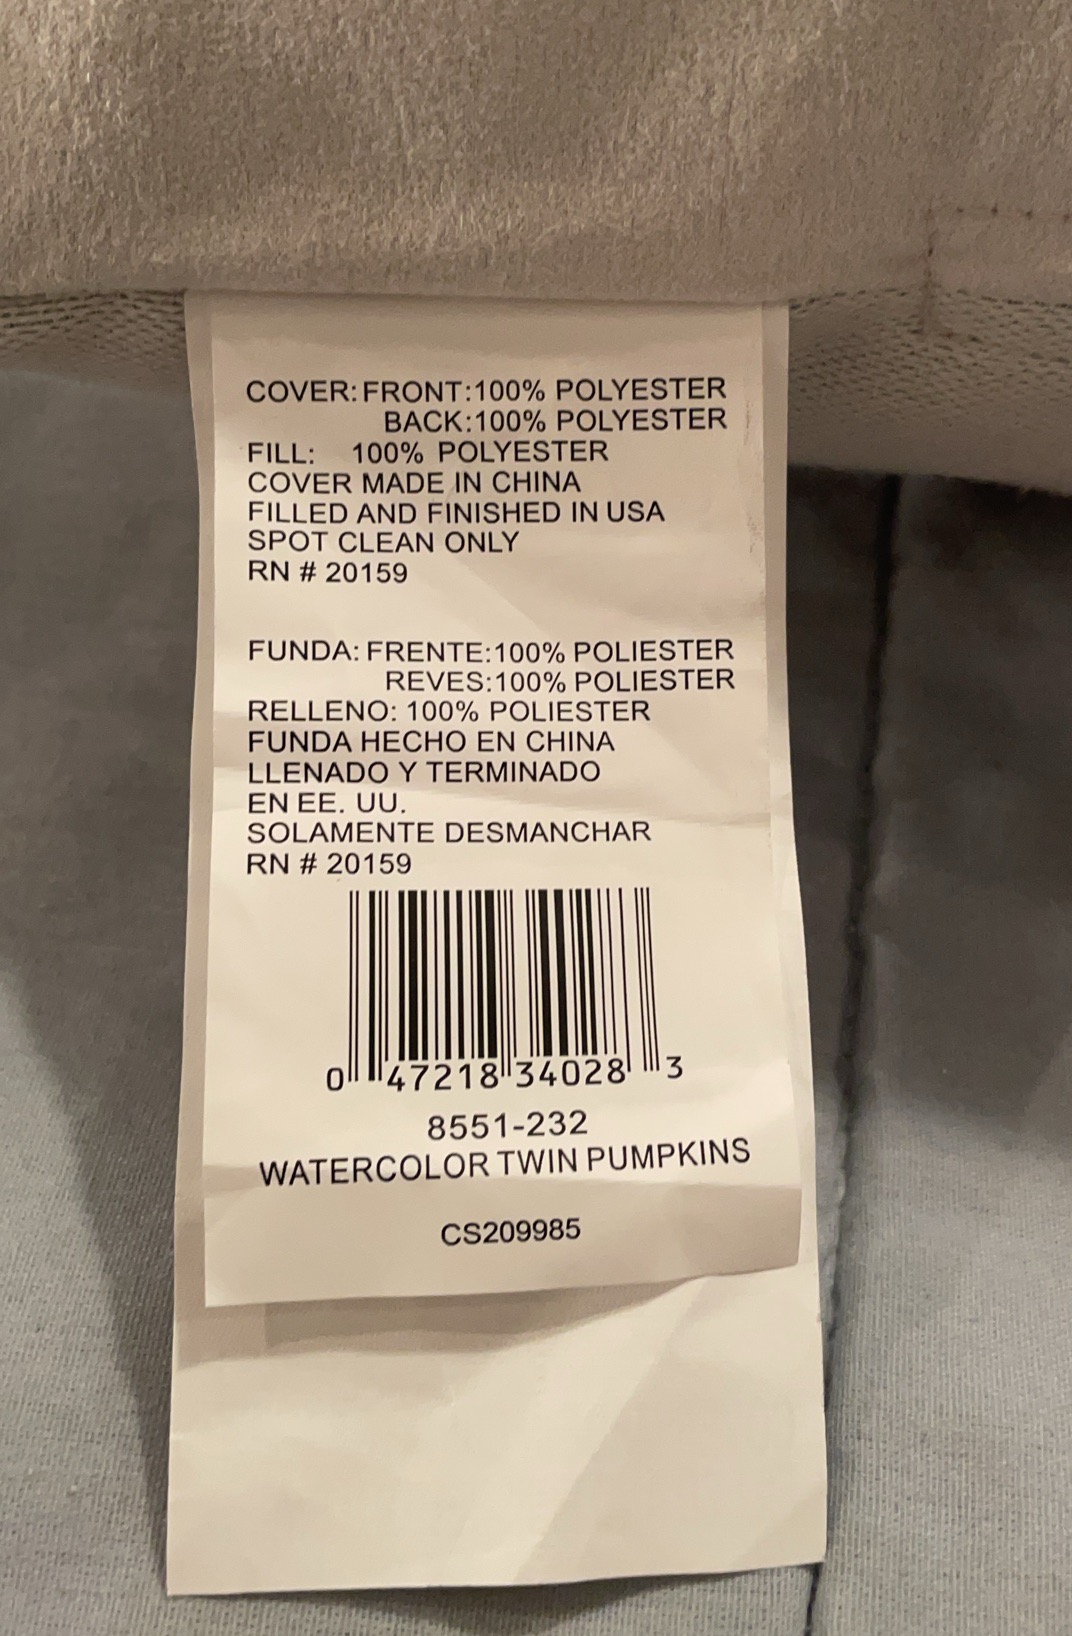 COVER: FRONT:100% POLYESTER
BACK:100% POLYESTER
FILL: 100% POLYESTER
COVER MADE IN CHINA
FILLED AND FINISHED IN USA
SPOT CLEAN ONLY
RN # 20159
FUNDA: FRENTE:100% POLIESTER
REVES:100% POLIESTER
RELLENO: 100% POLIESTER
FUNDA HECHO EN CHINA
LLENADO Y TERMINADO
EN EE. UU.
SOLAMENTE DESMANCHAR
RN # 20159
0 47218 34028 3
8551-232
WATERCOLOR TWIN PUMPKINS
CS209985